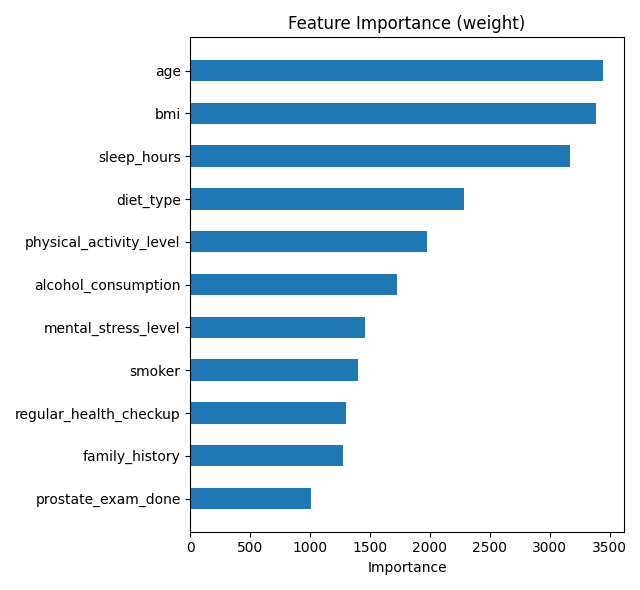 Feature Importance (weight)
age
bmi
sleep_hours
diet_type
physical_activity_level
alcohol_consumption
mental_stress_level
smoker
regular_health_checkup
family_history
prostate_exam_done
0 500 1000 1500 2000 2500 3000 3500
Importance